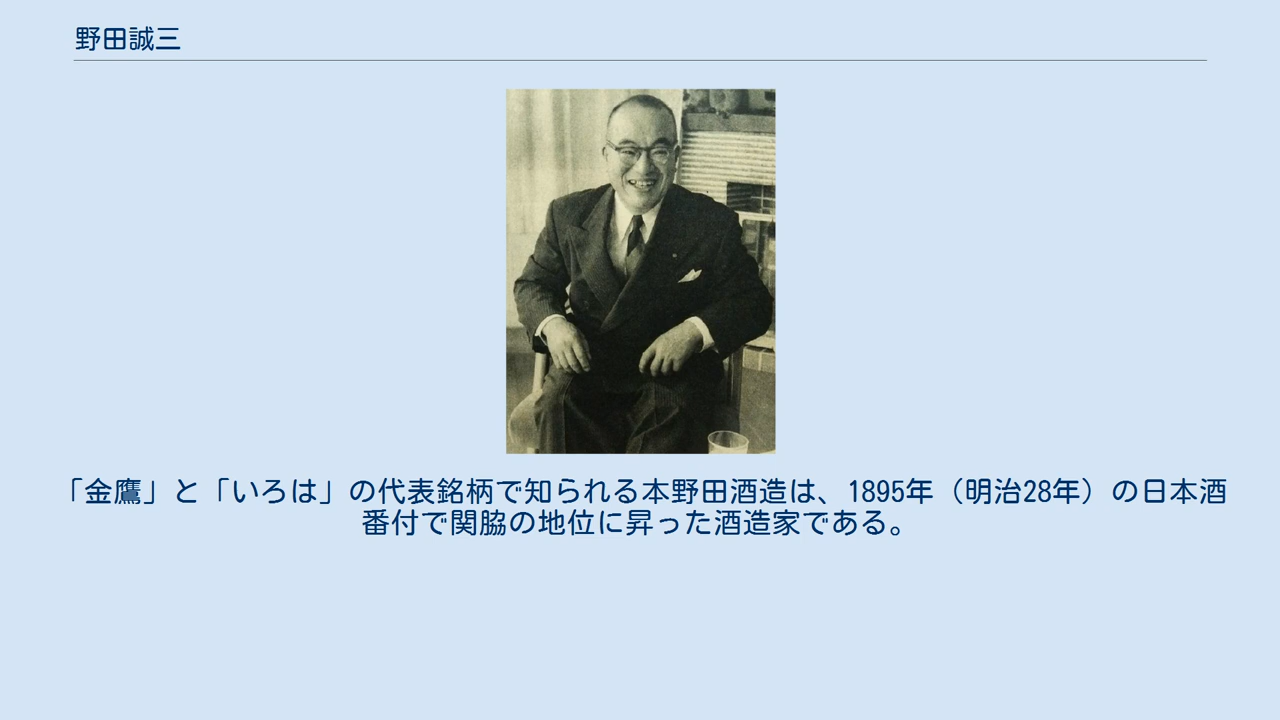 野田誠三
「金鷹」と「いろは」の代表銘柄で知られる本野田酒造は、1895年（明治28年）の日本酒
番付で関脇の地位に昇った酒造家である。